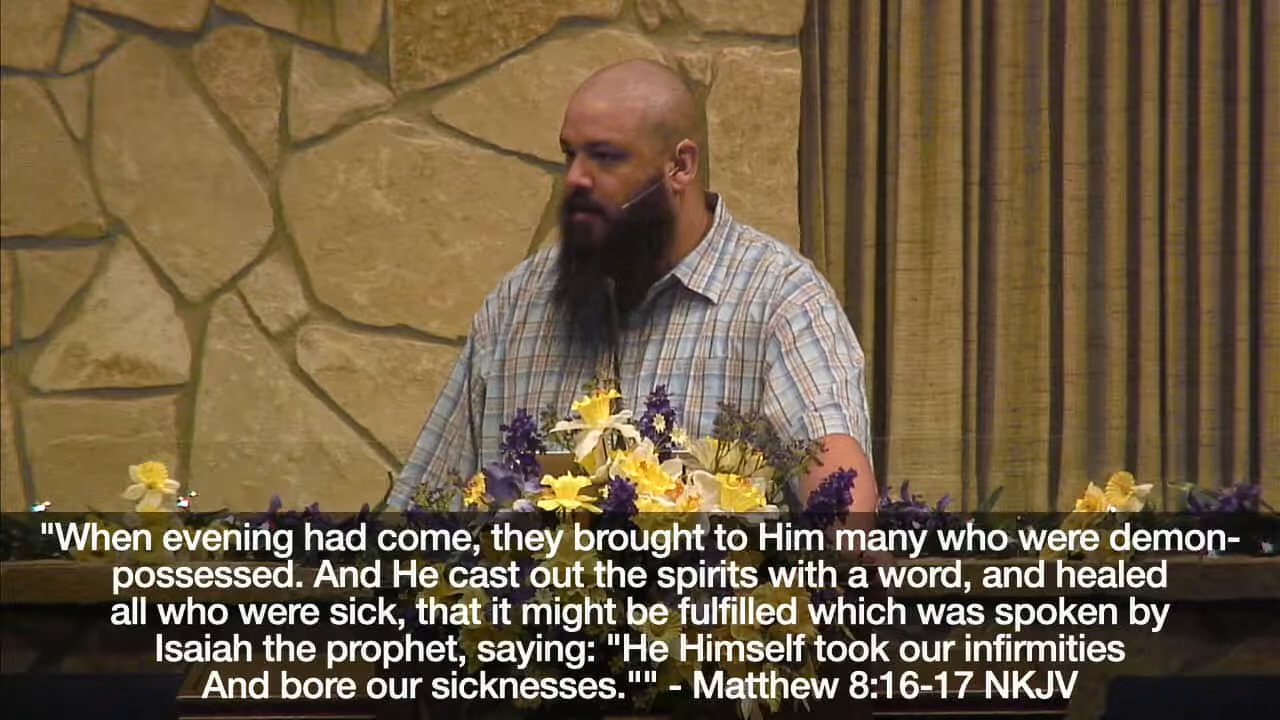 "When evening had come, they brought to Him many who were demon-
possessed. And He cast out the spirits with a word, and healed
all who were sick, that it might be fulfilled which was spoken by
Isaiah the prophet, saying: "He Himself took our infirmities
And bore our sicknesses."" - Matthew 8:16-17 NKJV